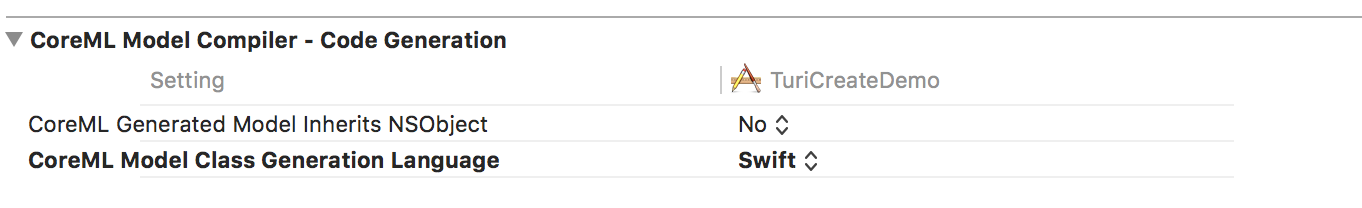 CoreML Model Compiler - Code Generation
Setting TuriCreateDemo
CoreML Generated Model Inherits NSObject No
CoreML Model Class Generation Language Swift